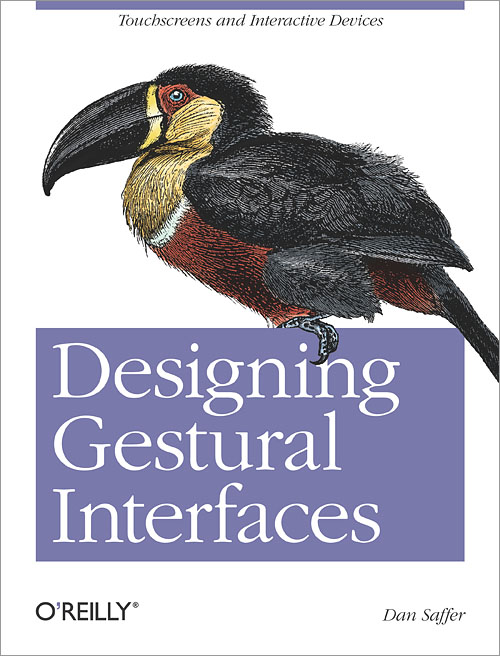 Touchscreens and Interactive Devices
Designing
Gestural
Interfaces
O'REILLY®
Dan Saffer